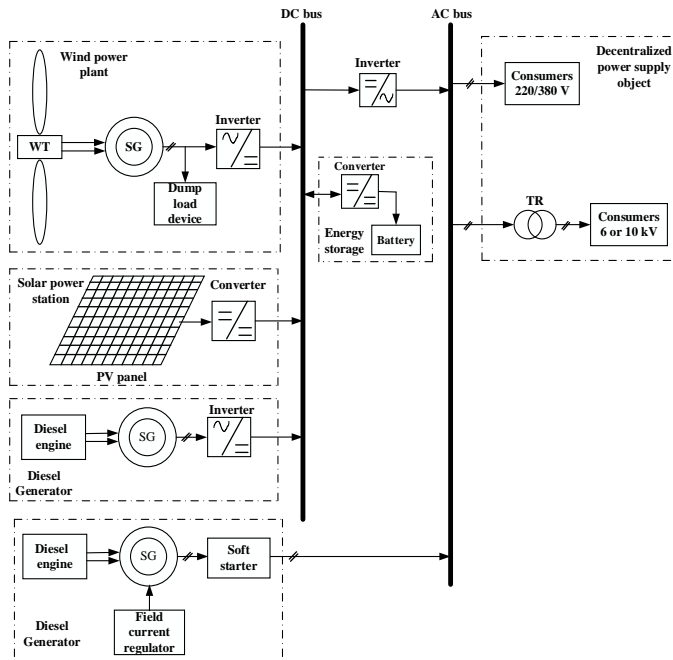 DC bus
AC bus
Wind power
plant
WT
SG
Inverter
Dump
load
device
Inverter
Converter
Energy
storage
Battery
Decentralized
power supply
object
Consumers
220/380 V
TR
Consumers
6 or 10 kV
Solar power
station
Converter
PV panel
Diesel
engine
SG
Inverter
Diesel
Generator
Diesel
engine
SG
Soft
starter
Field
current
regulator
Diesel
Generator